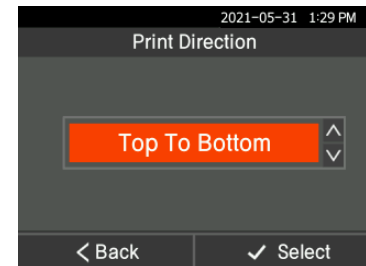 2021-05-31 1:29 PM
Print Direction
Top To Bottom
Back
Select